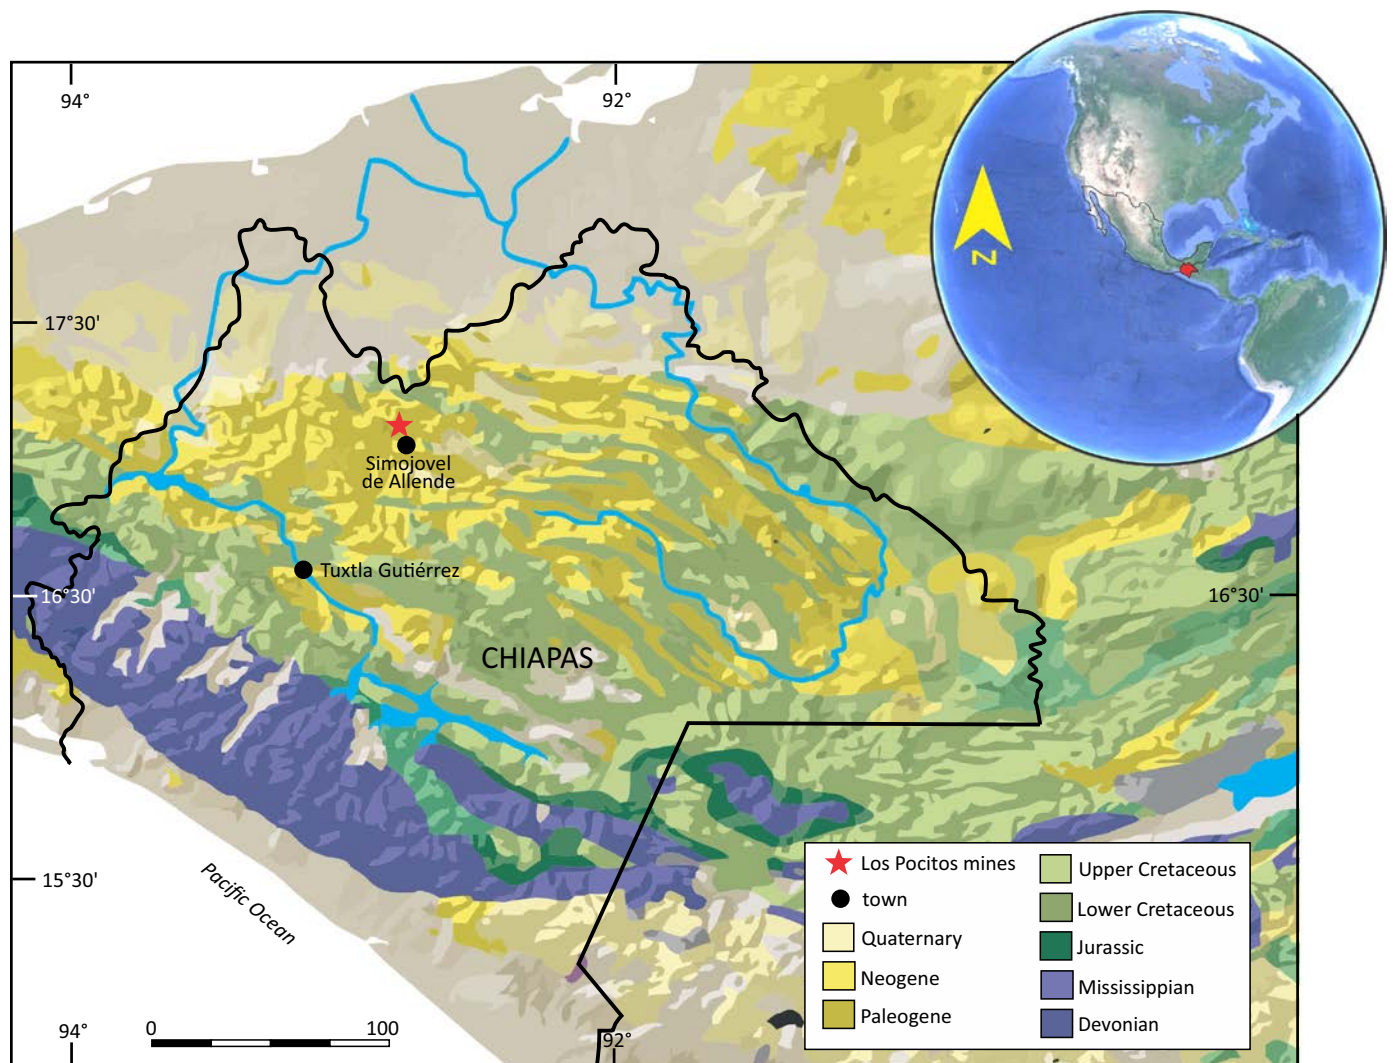 94°
92°
N
17°30'
Simojovel
de Allende
Tuxtla Gutiérrez
16°30'
16°30'
CHIAPAS
15°30'
Pacific Ocean
94°
0
100
92°
Los Pocitos mines
town
Quaternary
Neogene
Paleogene
Upper Cretaceous
Lower Cretaceous
Jurassic
Mississippian
Devonian